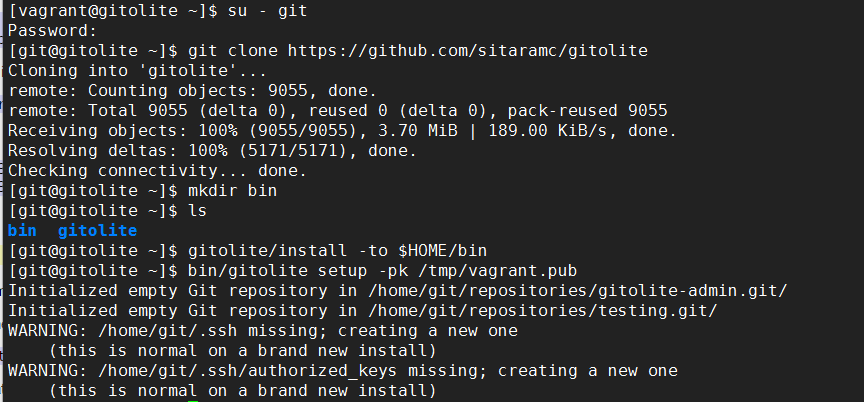 [vagrant@gitolite ~]$ su - git
Password:
[git@gitolite ~]$ git clone https://github.com/sitaramc/gitolite
Cloning into 'gitolite'...
remote: Counting objects: 9055, done.
remote: Total 9055 (delta 0), reused 0 (delta 0), pack-reused 9055
Receiving objects: 100% (9055/9055), 3.70 MiB | 189.00 KiB/s, done.
Resolving deltas: 100% (5171/5171), done.
Checking connectivity... done.
[git@gitolite ~]$ mkdir bin
[git@gitolite ~]$ ls
bin  gitolite
[git@gitolite ~]$ gitolite/install -to $HOME/bin
[git@gitolite ~]$ bin/gitolite setup -pk /tmp/vagrant.pub
Initialized empty Git repository in /home/git/repositories/gitolite-admin.git/
Initialized empty Git repository in /home/git/repositories/testing.git/
WARNING: /home/git/.ssh missing; creating a new one
    (this is normal on a brand new install)
WARNING: /home/git/.ssh/authorized_keys missing; creating a new one
    (this is normal on a brand new install)